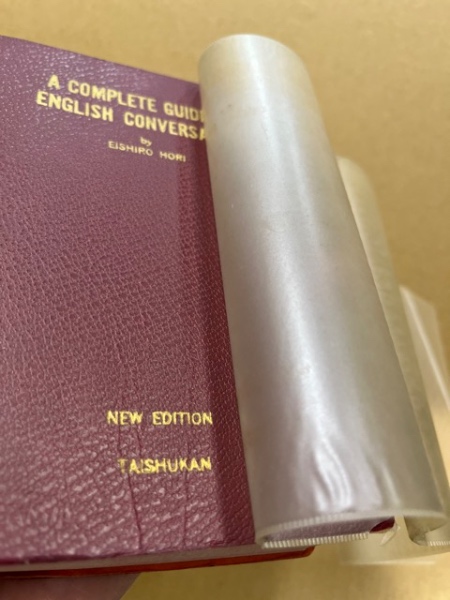 A COMPLETE GUID
ENGLISH CONVERSA
by
EISHIRO HORI
NEW EDITION
TAISHUKAN